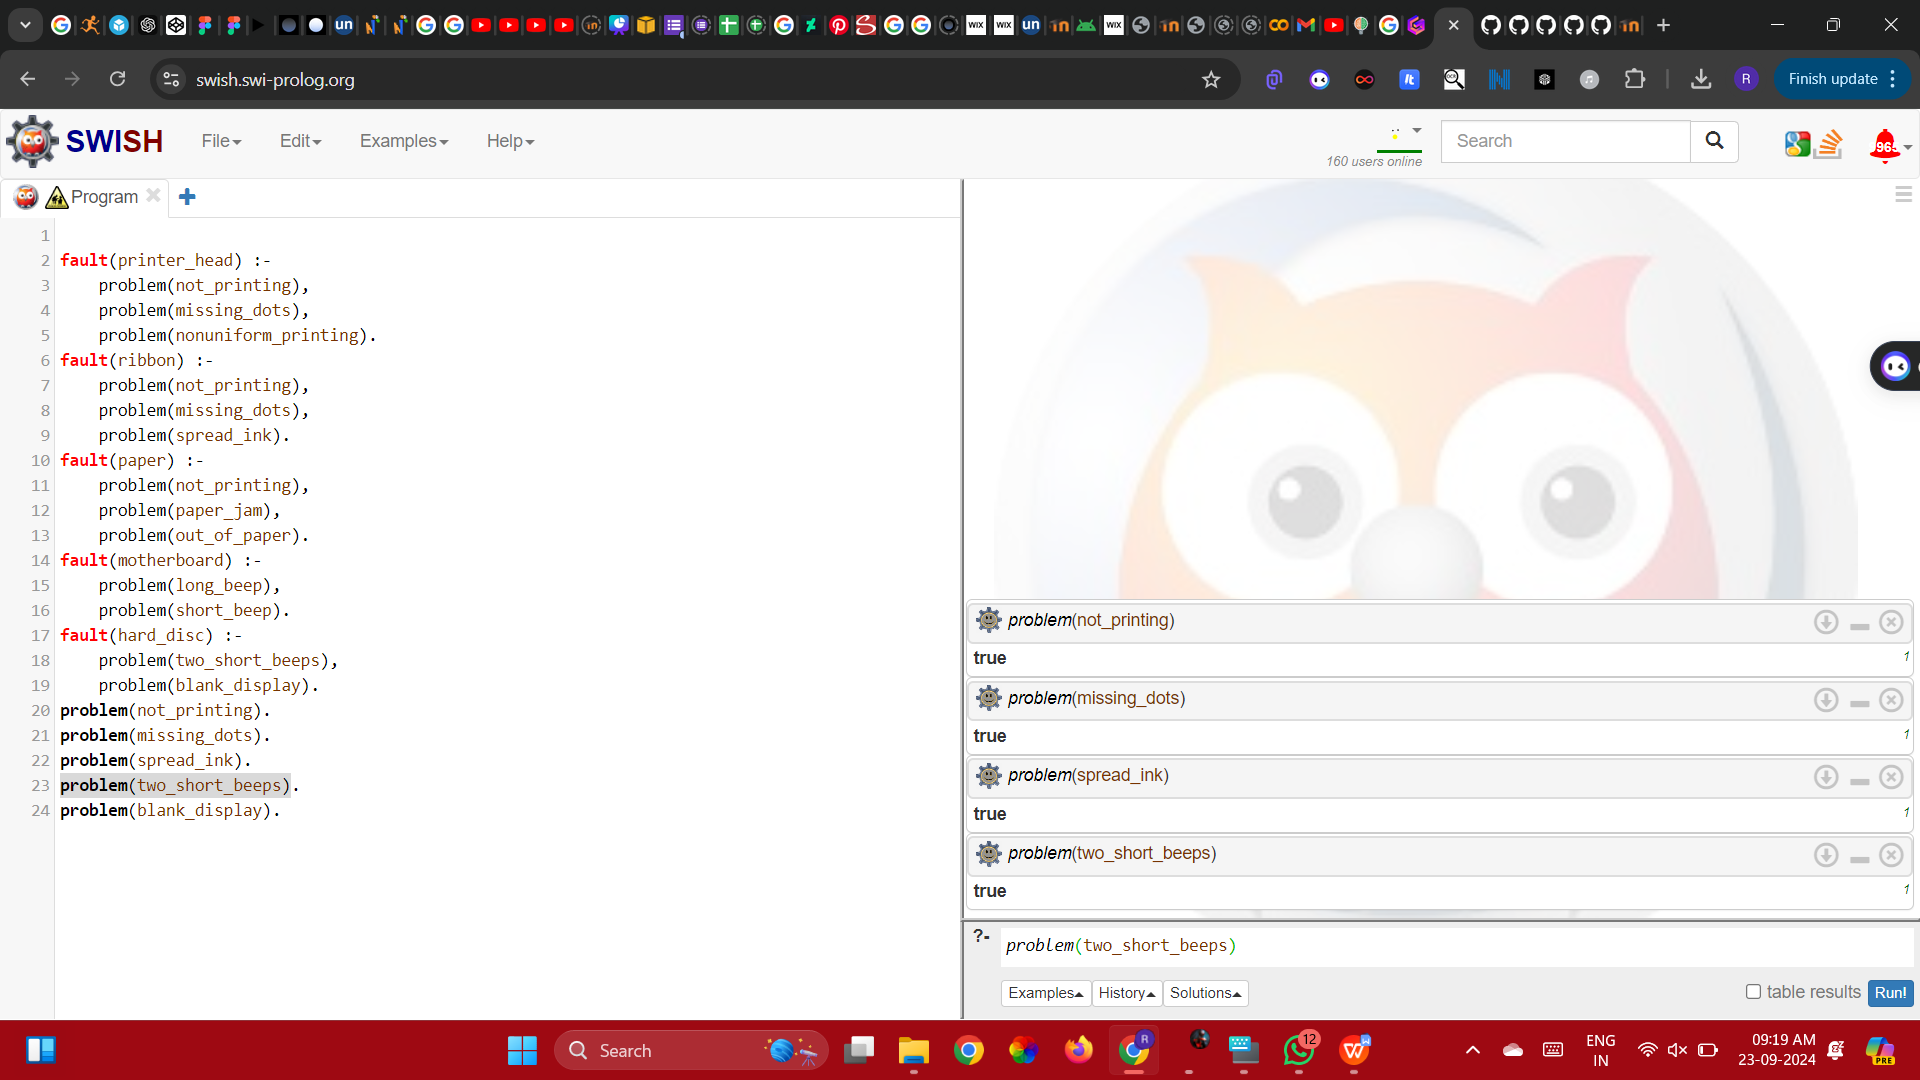 swish.swi-prolog.org
Finish update
SWISH
File
Edit
Examples
Help
160 users online
Search
Program
1
2 fault(printer_head) :-
3 problem(not_printing),
4 problem(missing_dots),
5 problem(nonuniform_printing).
6 fault(ribbon) :-
7 problem(not_printing),
8 problem(missing_dots),
9 problem(spread_ink).
10 fault(paper) :-
11 problem(not_printing),
12 problem(paper_jam),
13 problem(out_of_paper).
14 fault(motherboard) :-
15 problem(long_beep),
16 problem(short_beep).
17 fault(hard_disc) :-
18 problem(two_short_beeps),
19 problem(blank_display).
20 problem(not_printing).
21 problem(missing_dots).
22 problem(spread_ink).
23 problem(two_short_beeps).
24 problem(blank_display).
problem(not_printing)
true 1
problem(missing_dots)
true 1
problem(spread_ink)
true 1
problem(two_short_beeps)
true 1
?- problem(two_short_beeps)
Examples History Solutions
table results Run!
Search
12
ENG
IN
09:19 AM
23-09-2024
PRE